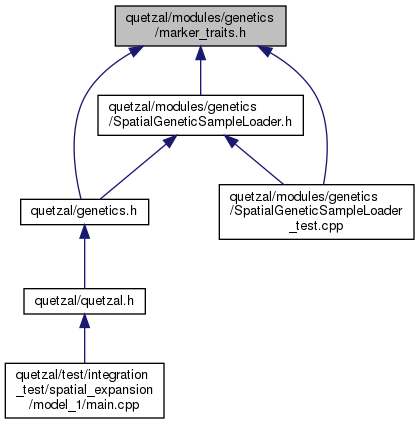 quetzal/modules/genetics
/marker_traits.h
quetzal/modules/genetics
/SpatialGeneticSampleLoader.h
quetzal/genetics.h
quetzal/modules/genetics
/SpatialGeneticSampleLoader
_test.cpp
quetzal/quetzal.h
quetzal/test/integration
_test/spatial_expansion
/model_1/main.cpp